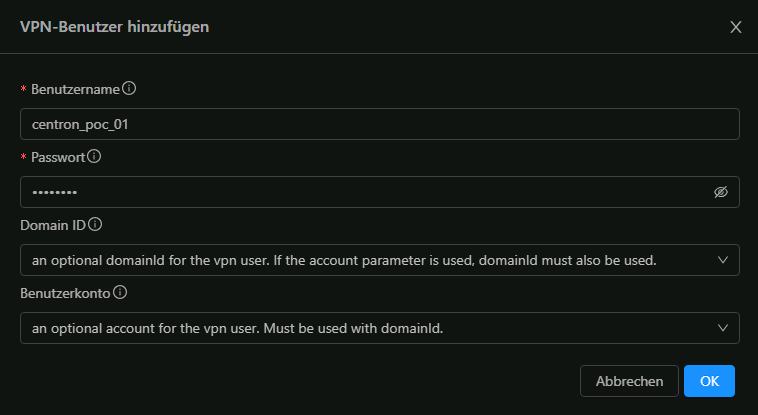 VPN-Benutzer hinzufügen
* Benutzername
centron_poc_01
* Passwort
••••••••
Domain ID
an optional domainId for the vpn user. If the account parameter is used, domainId must also be used.
Benutzerkonto
an optional account for the vpn user. Must be used with domainId.
Abbrechen OK